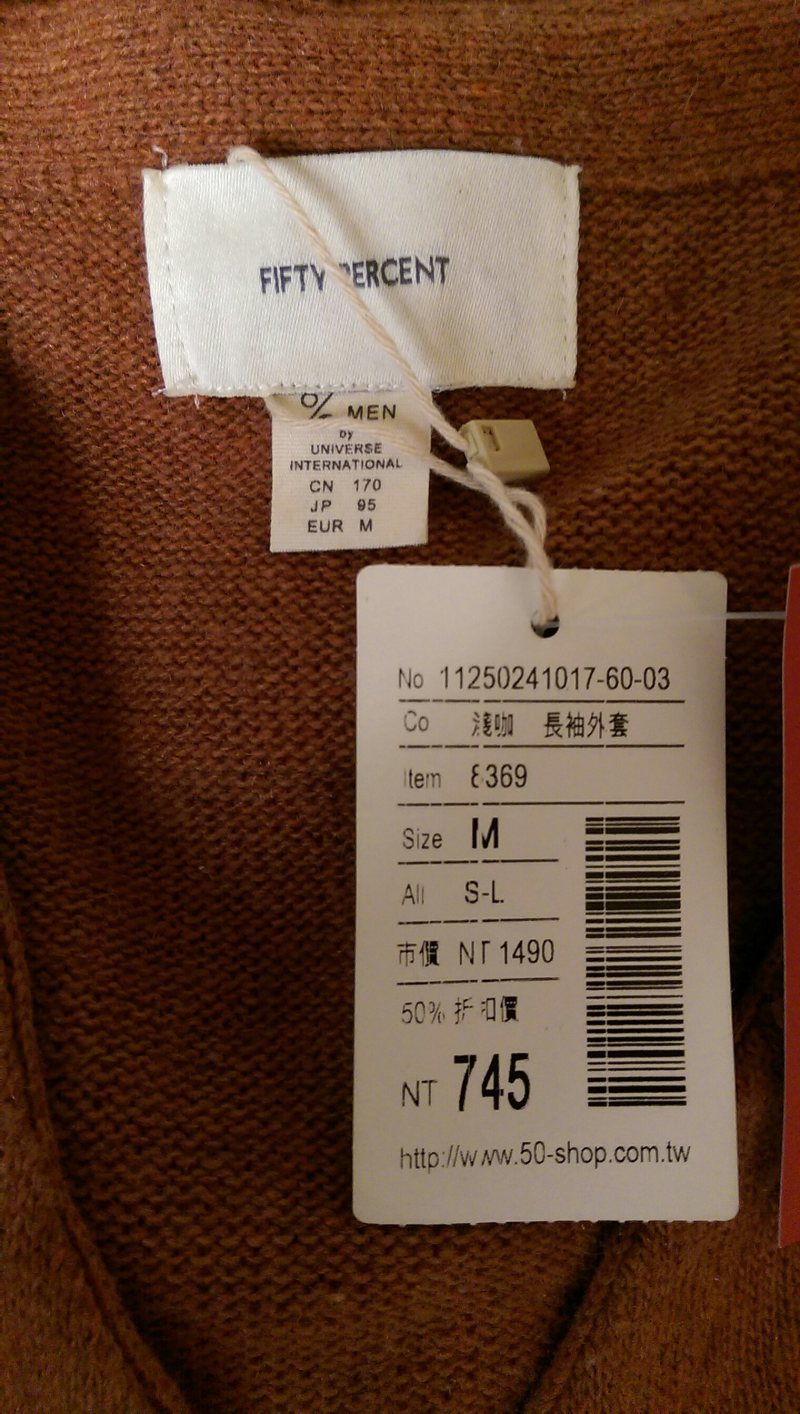 FIFTY PERCENT
% MEN
by
UNIVERSE
INTERNATIONAL
CN 170
JP 95
EUR M
No 11250241017-60-03
Co 淺咖 長袖外套
Item 8369
Size M
All S-L
市價 NT 1490
50% 折扣價
NT 745
http://www.50-shop.com.tw